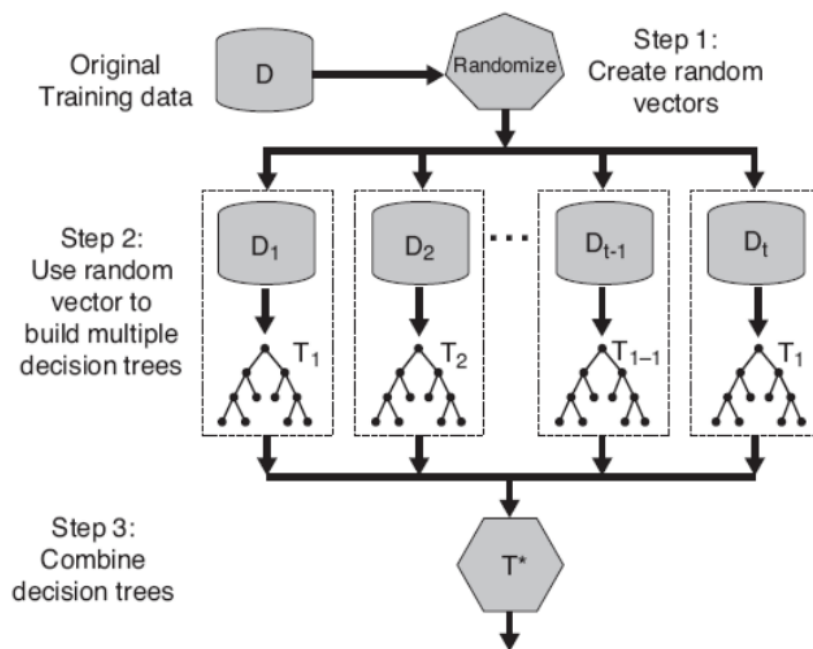 Original
Training data
D
Randomize
Step 1:
Create random
vectors
Step 2:
Use random
vector to
build multiple
decision trees
D₁
D₂
...
Dₜ₋₁
Dₜ
T₁
T₂
T₁₋₁
T₁
Step 3:
Combine
decision trees
T*